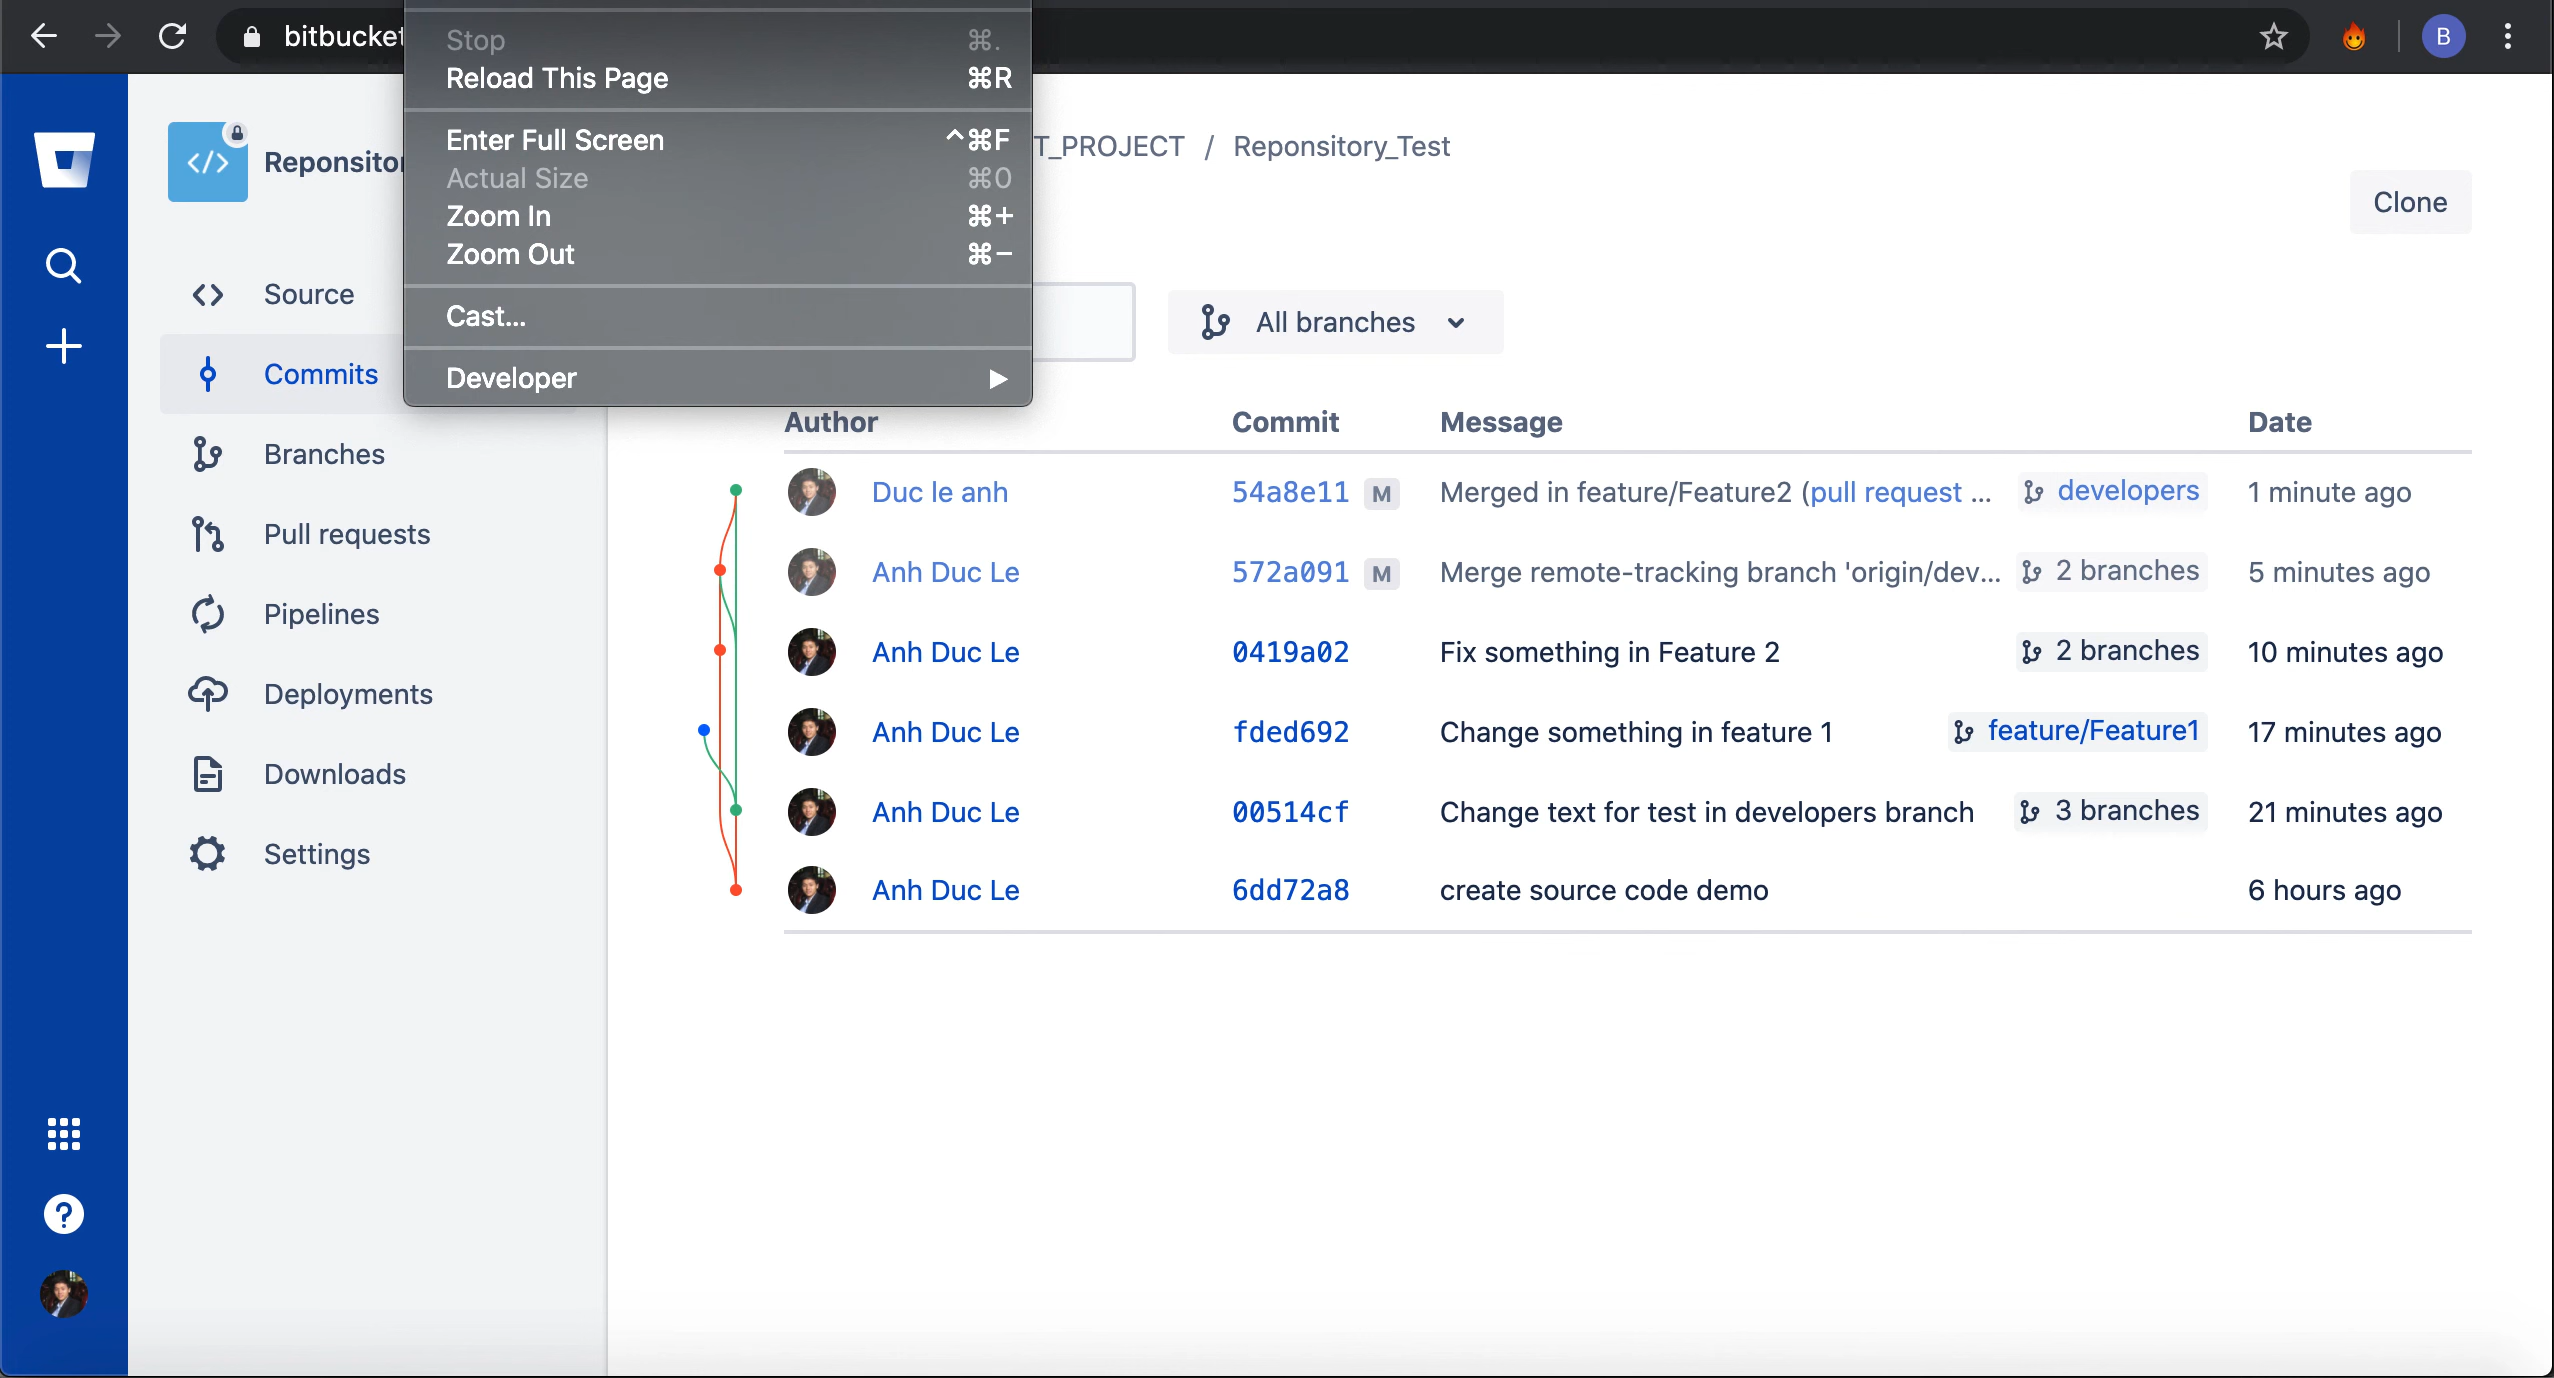 bitbucket
B
Stop ⌘.
Reload This Page ⌘R
Enter Full Screen ^⌘F
Actual Size ⌘0
Zoom In ⌘+
Zoom Out ⌘−
Cast...
Developer ▶
</> Reponsitor
T_PROJECT / Reponsitory_Test
Clone
Source
Commits
Branches
Pull requests
Pipelines
Deployments
Downloads
Settings
?
All branches
Author Commit Message Date
Duc le anh 54a8e11 M Merged in feature/Feature2 (pull request ... developers 1 minute ago
Anh Duc Le 572a091 M Merge remote-tracking branch 'origin/dev... 2 branches 5 minutes ago
Anh Duc Le 0419a02 Fix something in Feature 2 2 branches 10 minutes ago
Anh Duc Le fded692 Change something in feature 1 feature/Feature1 17 minutes ago
Anh Duc Le 00514cf Change text for test in developers branch 3 branches 21 minutes ago
Anh Duc Le 6dd72a8 create source code demo 6 hours ago